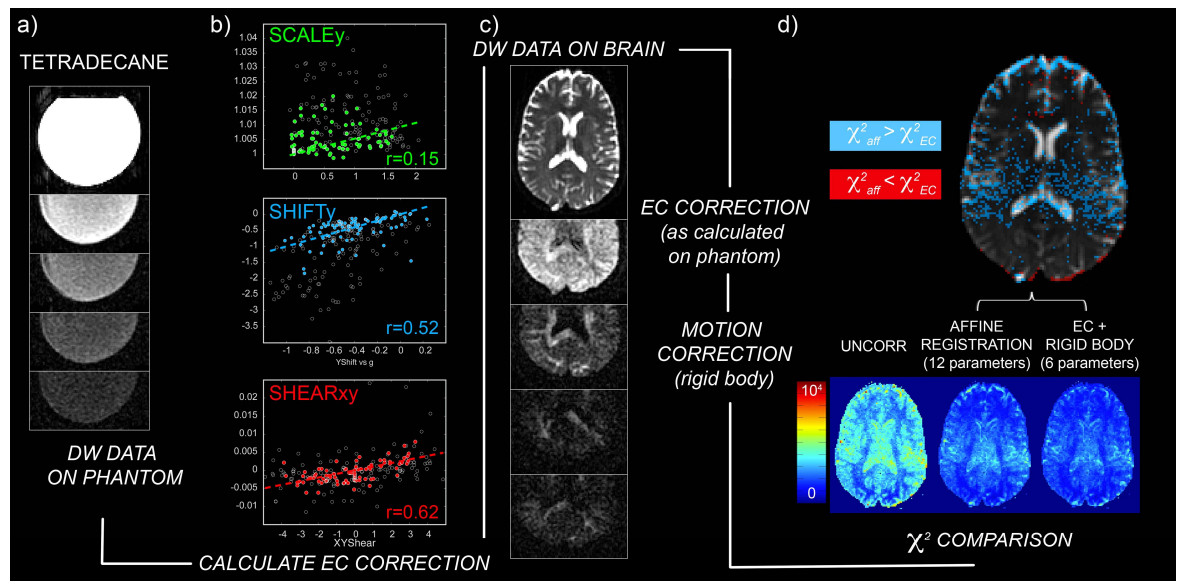 a)
TETRADECANE
DW DATA
ON PHANTOM
b)
SCALEy
1.04
1.035
1.03
1.025
1.02
1.015
1.01
1.005
1
r=0.15
0
0.5
1
1.5
2
SHIFTy
0
-0.5
-1
-1.5
-2
-2.5
-3
-3.5
r=0.52
-1
-0.8
-0.6
-0.4
-0.2
0
0.2
YShift vs g
SHEARxy
0.02
0.015
0.01
0.005
0
-0.005
-0.01
r=0.62
-4
-3
-2
-1
0
1
2
3
4
XYShear
CALCULATE EC CORRECTION
c)
DW DATA ON BRAIN
EC CORRECTION
(as calculated
on phantom)
MOTION
CORRECTION
(rigid body)
d)
χ²aff > χ²EC
χ²aff < χ²EC
UNCORR
AFFINE
REGISTRATION
(12 parameters)
EC +
RIGID BODY
(6 parameters)
10⁴
0
χ² COMPARISON